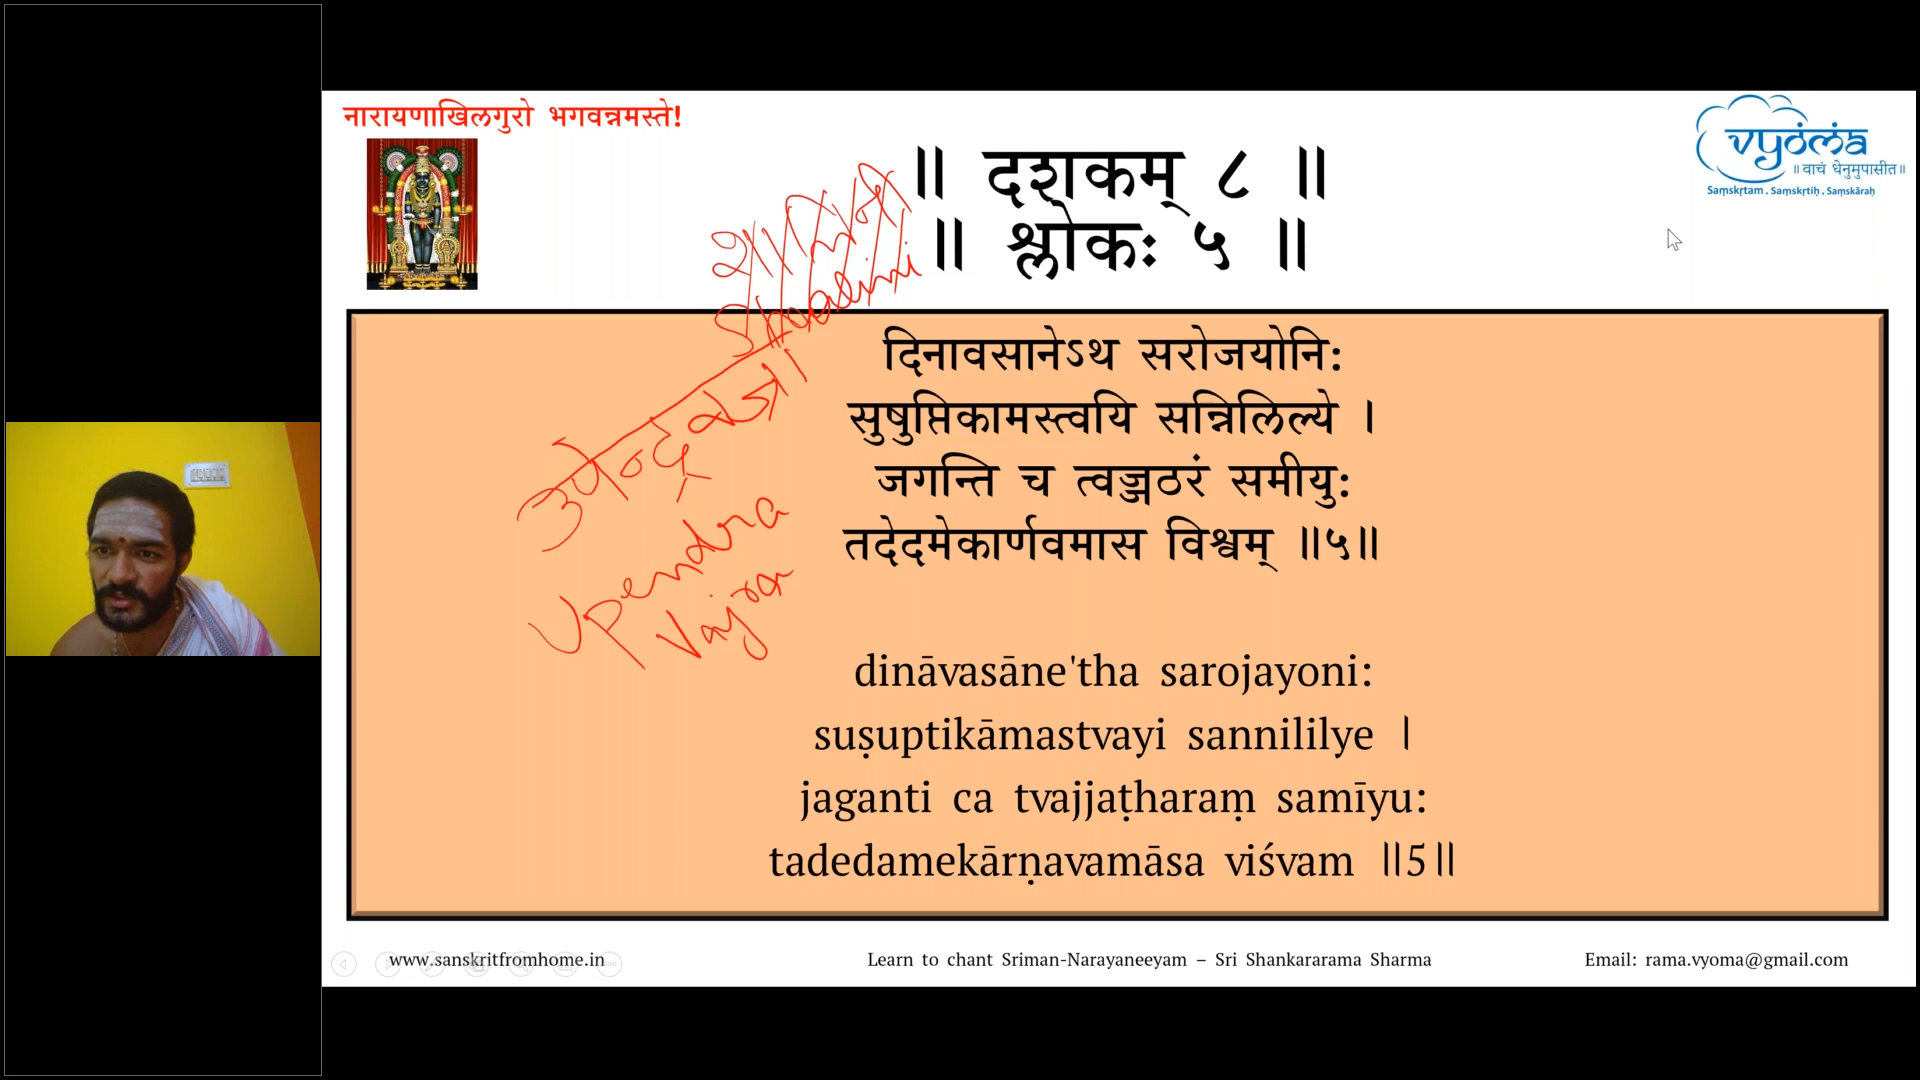 नारायणाखिलगुरो भगवन्नमस्ते!
vyoma
॥वाचं धेनुमुपासीत॥
Saṃskṛtam . Saṃskṛtiḥ . Saṃskāraḥ
॥ दशकम् ८ ॥
॥ श्लोकः ५ ॥
शालिनी
Shaalini
उपेन्द्रवज्रा
Upendra
Vajra
दिनावसानेऽथ सरोजयोनि:
सुषुप्तिकामस्त्वयि सन्निलिल्ये ।
जगन्ति च त्वज्जठरं समीयु:
तदेदमेकार्णवमास विश्वम् ॥५॥
dināvasāne'tha sarojayoni:
suṣuptikāmastvayi sannililye ।
jaganti ca tvajjaṭharaṃ samīyu:
tadedamekārṇavamāsa viśvam ॥5॥
www.sanskritfromhome.in
Learn to chant Sriman-Narayaneeyam – Sri Shankararama Sharma
Email: rama.vyoma@gmail.com